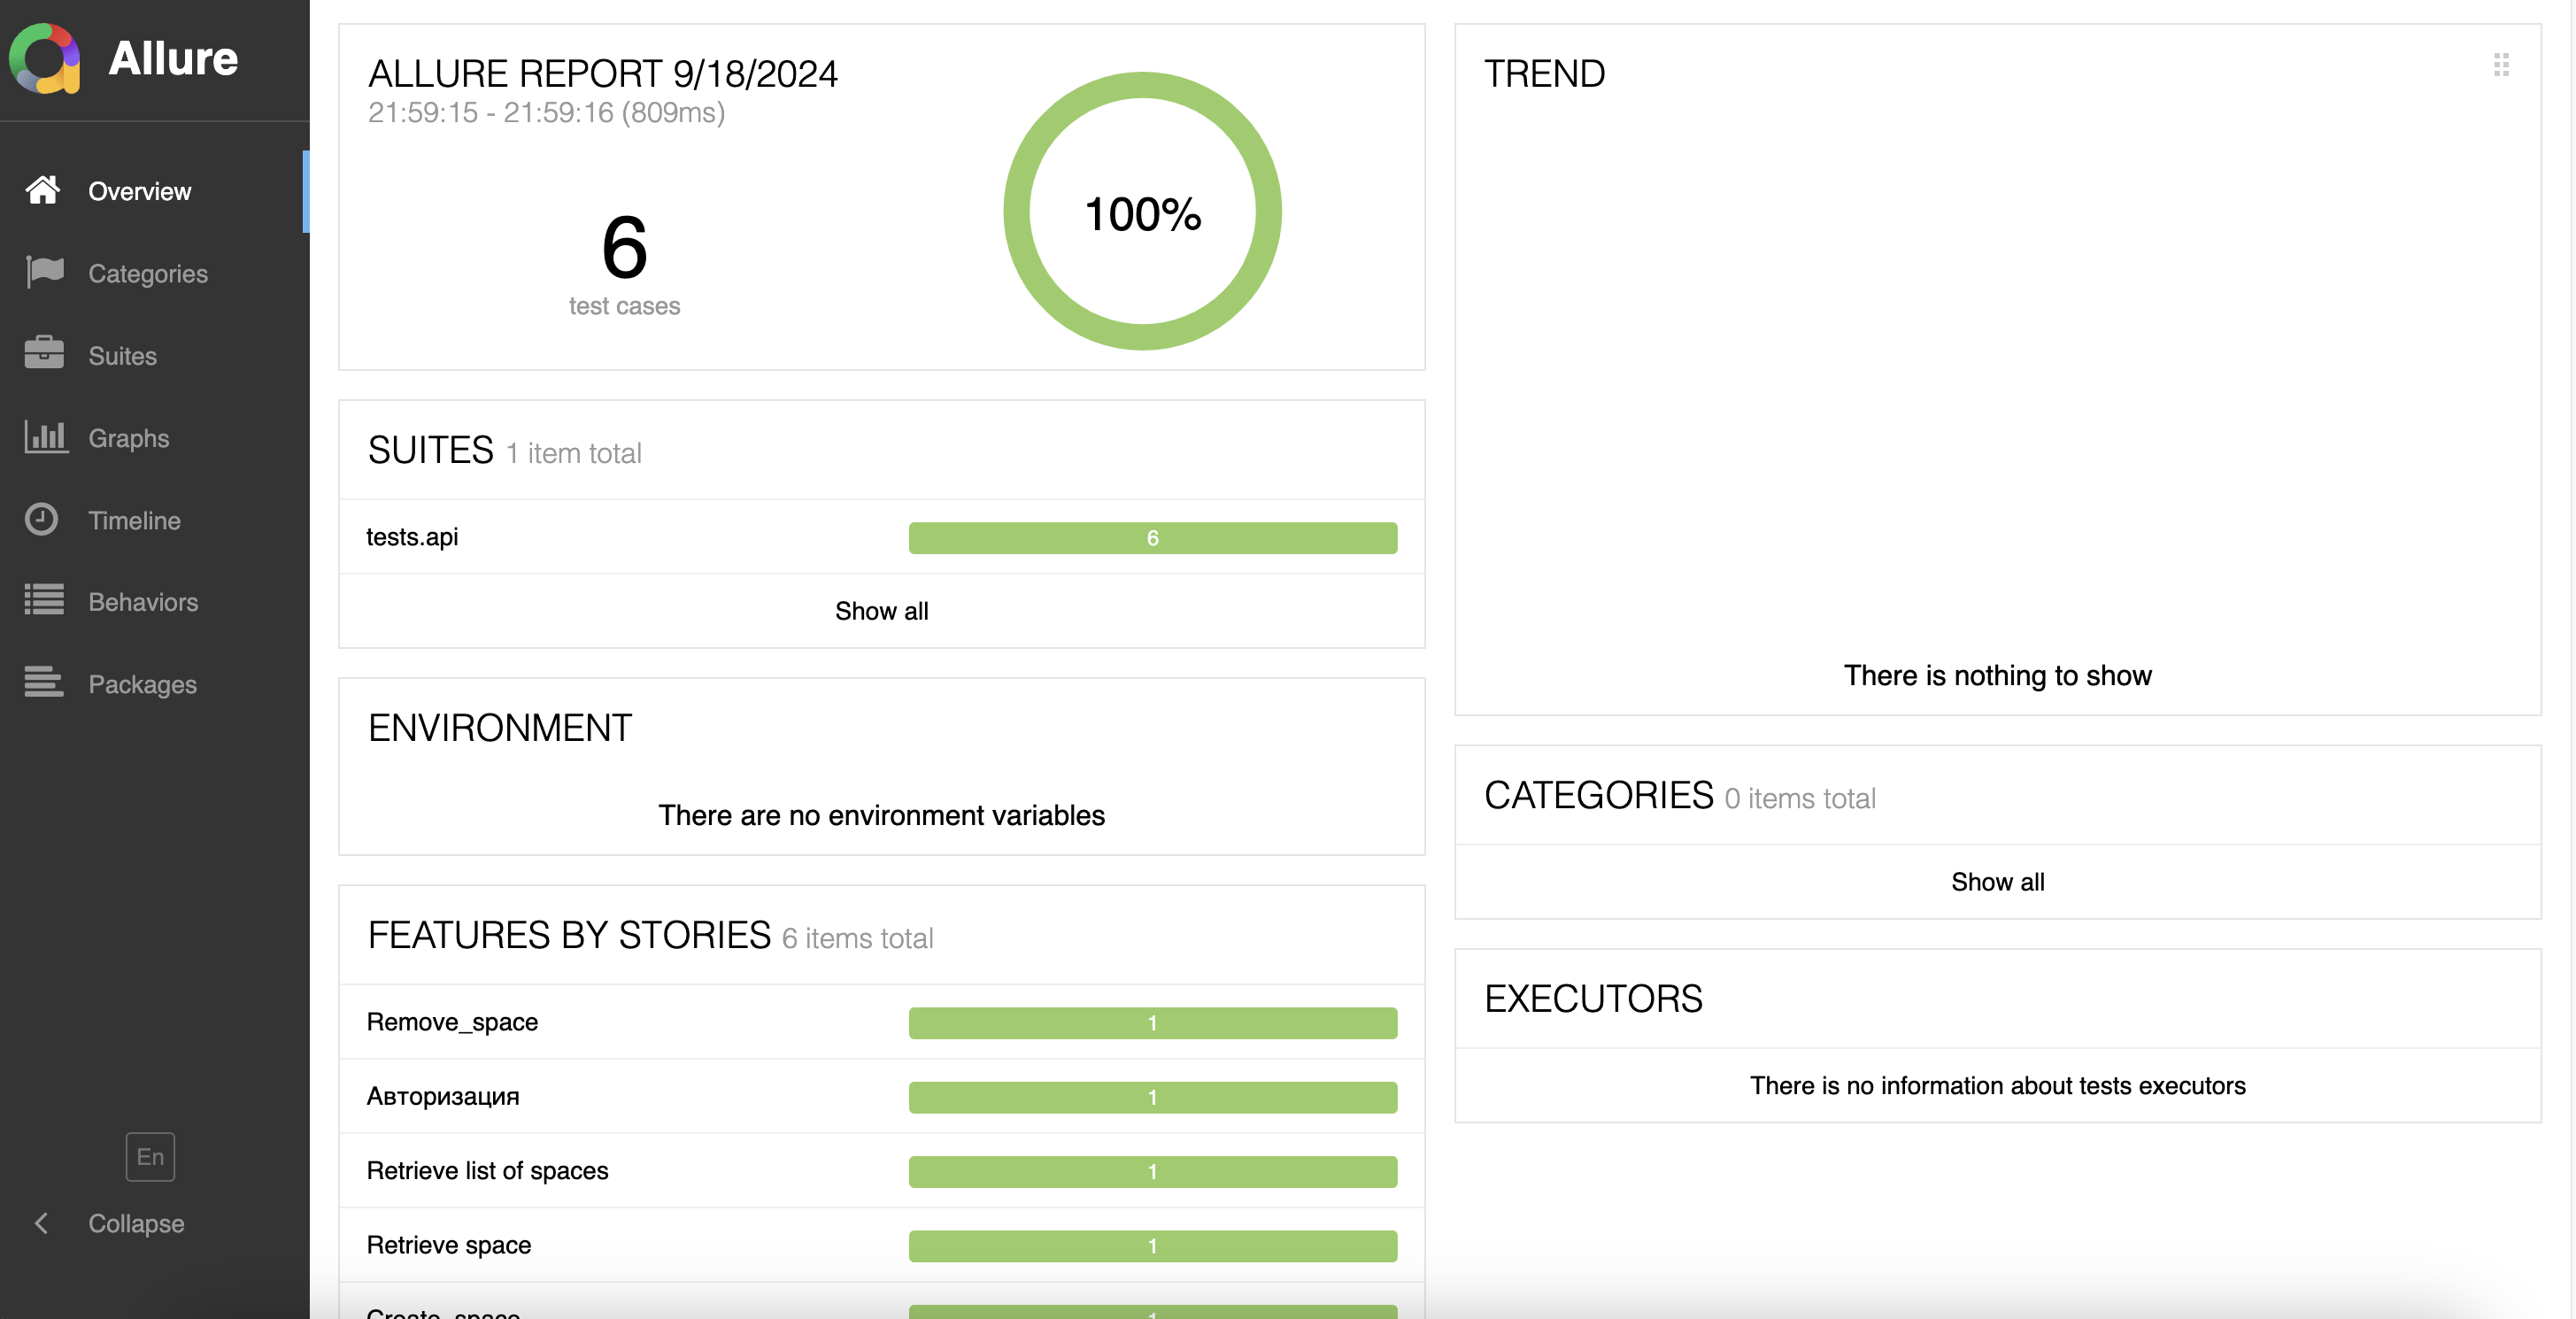 Allure
Overview
Categories
Suites
Graphs
Timeline
Behaviors
Packages
En
Collapse
ALLURE REPORT 9/18/2024
21:59:15 - 21:59:16 (809ms)
6
test cases
100%
SUITES 1 item total
tests.api 6
Show all
ENVIRONMENT
There are no environment variables
FEATURES BY STORIES 6 items total
Remove_space 1
Авторизация 1
Retrieve list of spaces 1
Retrieve space 1
Create_space 1
TREND
There is nothing to show
CATEGORIES 0 items total
Show all
EXECUTORS
There is no information about tests executors